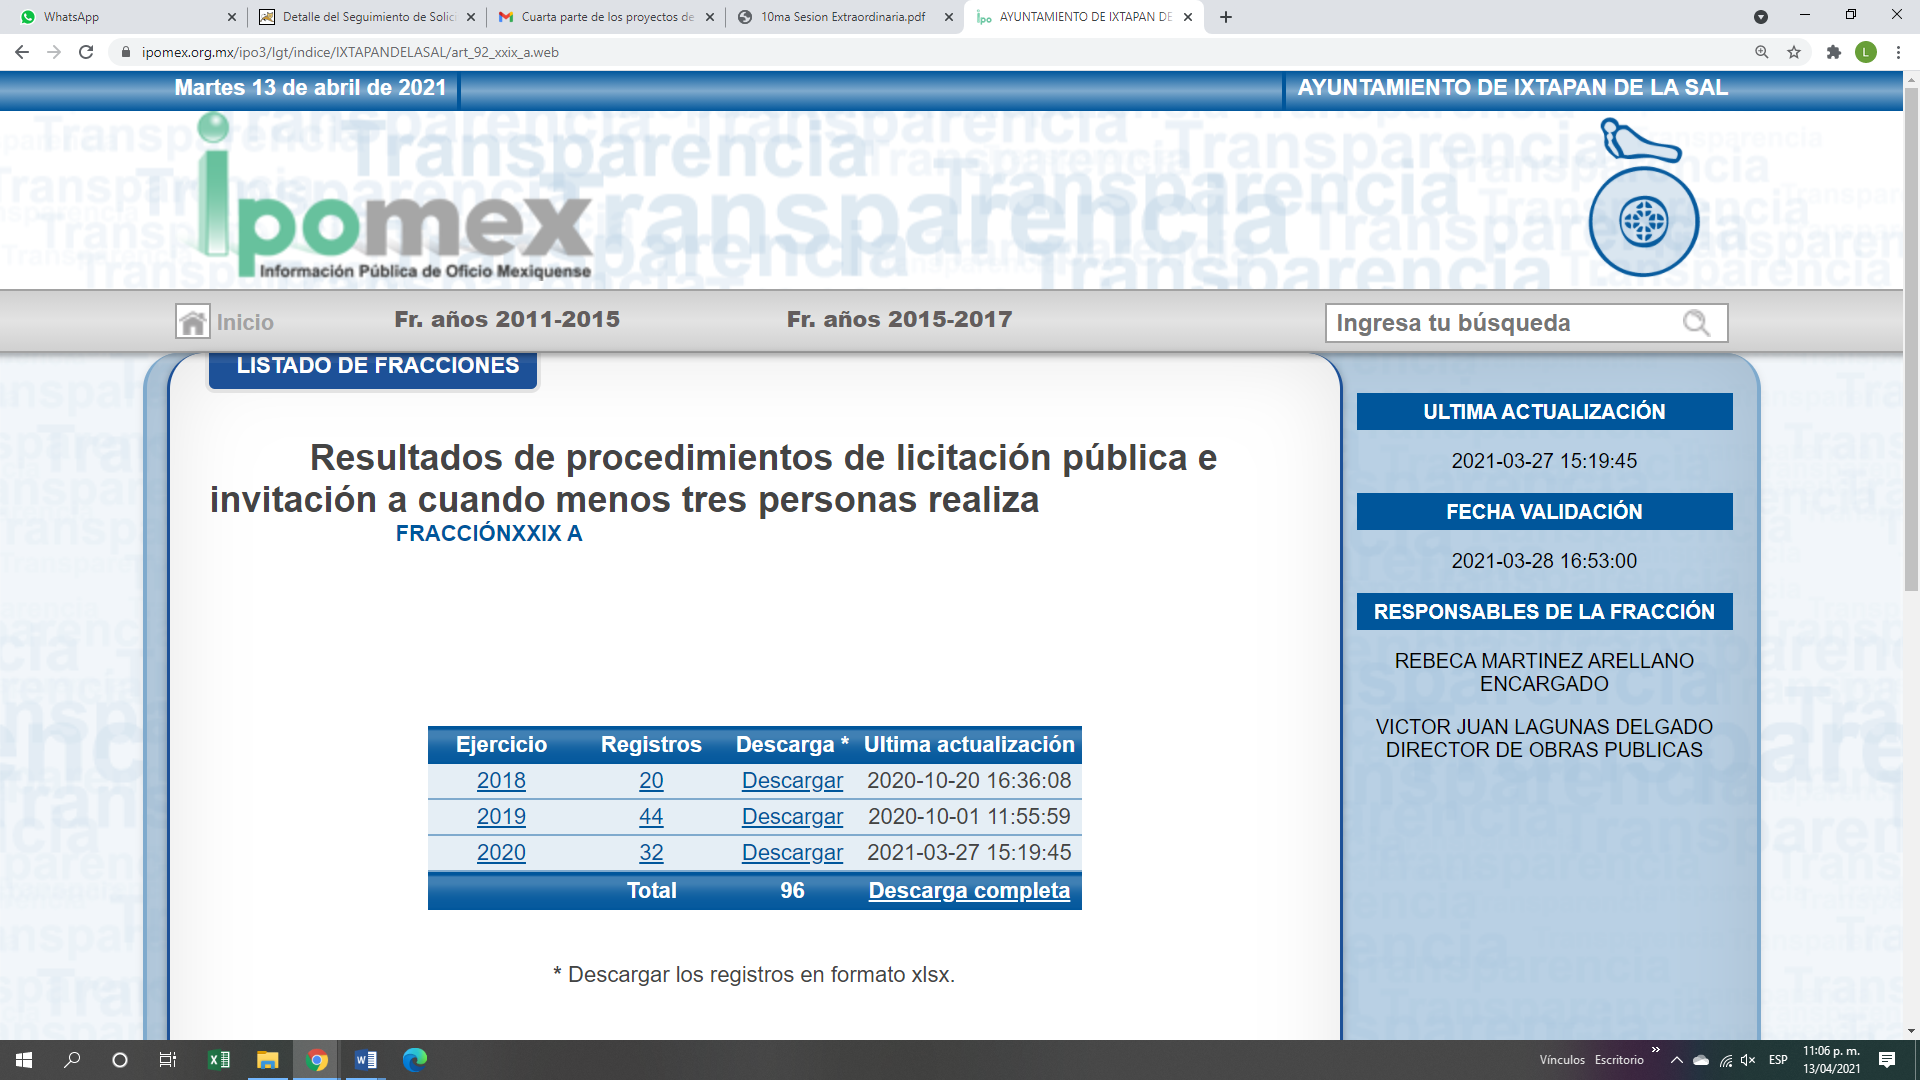 WhatsApp
Detalle del Seguimiento de Solici
Cuarta parte de los proyectos de
10ma Sesion Extraordinaria.pdf
AYUNTAMIENTO DE IXTAPAN DE
ipomex.org.mx/ipo3/lgt/indice/IXTAPANDELASAL/art_92_xxix_a.web
L
Martes 13 de abril de 2021
AYUNTAMIENTO DE IXTAPAN DE LA SAL
Transparencia
ipomex
Información Pública de Oficio Mexiquense
Inicio
Fr. años 2011-2015
Fr. años 2015-2017
Ingresa tu búsqueda
LISTADO DE FRACCIONES
Resultados de procedimientos de licitación pública e
invitación a cuando menos tres personas realiza
FRACCIÓNXXIX A
Ejercicio Registros Descarga * Ultima actualización
2018 20 Descargar 2020-10-20 16:36:08
2019 44 Descargar 2020-10-01 11:55:59
2020 32 Descargar 2021-03-27 15:19:45
Total 96 Descarga completa
* Descargar los registros en formato xlsx.
ULTIMA ACTUALIZACIÓN
2021-03-27 15:19:45
FECHA VALIDACIÓN
2021-03-28 16:53:00
RESPONSABLES DE LA FRACCIÓN
REBECA MARTINEZ ARELLANO
ENCARGADO
VICTOR JUAN LAGUNAS DELGADO
DIRECTOR DE OBRAS PUBLICAS
Vínculos Escritorio
ESP
11:06 p. m.
13/04/2021